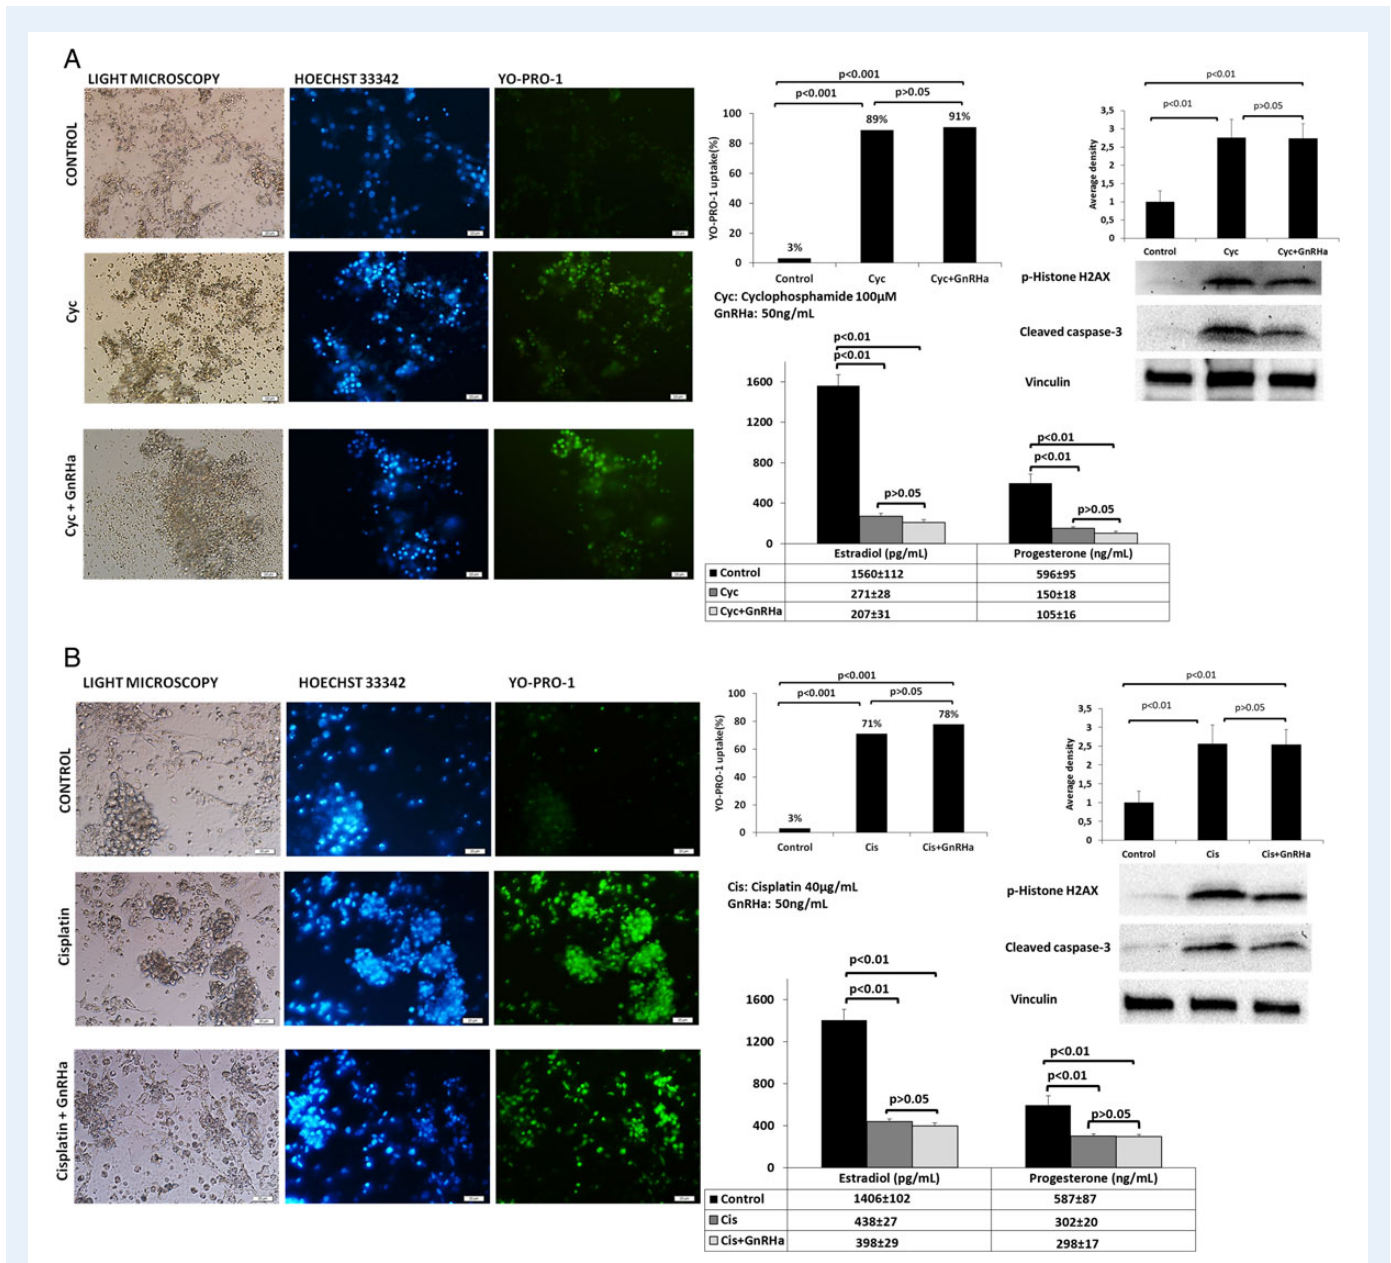 A
LIGHT MICROSCOPY
HOECHST 33342
YO-PRO-1
CONTROL
Cyc
Cyc + GnRHa
p<0.001
p<0.001
p>0.05
YO-PRO-1 uptake(%)
100
80
60
40
20
0
3%
89%
91%
Control
Cyc
Cyc+GnRHa
Cyc: Cyclophosphamide 100µM
GnRHa: 50ng/mL
p<0.01
p<0.01
p>0.05
Average density
3,5
3
2,5
2
1,5
1
0,5
0
Control
Cyc
Cyc+GnRHa
p-Histone H2AX
Cleaved caspase-3
Vinculin
p<0.01
p<0.01
p>0.05
p<0.01
p<0.01
p>0.05
1600
1200
800
400
0
Estradiol (pg/mL)
Progesterone (ng/mL)
Control
1560±112
596±95
Cyc
271±28
150±18
Cyc+GnRHa
207±31
105±16
B
LIGHT MICROSCOPY
HOECHST 33342
YO-PRO-1
CONTROL
Cisplatin
Cisplatin + GnRHa
p<0.001
p<0.001
p>0.05
YO-PRO-1 uptake(%)
100
80
60
40
20
0
3%
71%
78%
Control
Cis
Cis+GnRHa
Cis: Cisplatin 40µg/mL
GnRHa: 50ng/mL
p<0.01
p<0.01
p>0.05
Average density
3,5
3
2,5
2
1,5
1
0,5
0
Control
Cis
Cis+GnRHa
p-Histone H2AX
Cleaved caspase-3
Vinculin
p<0.01
p<0.01
p>0.05
p<0.01
p<0.01
p>0.05
1600
1200
800
400
0
Estradiol (pg/mL)
Progesterone (ng/mL)
Control
1406±102
587±87
Cis
438±27
302±20
Cis+GnRHa
398±29
298±17